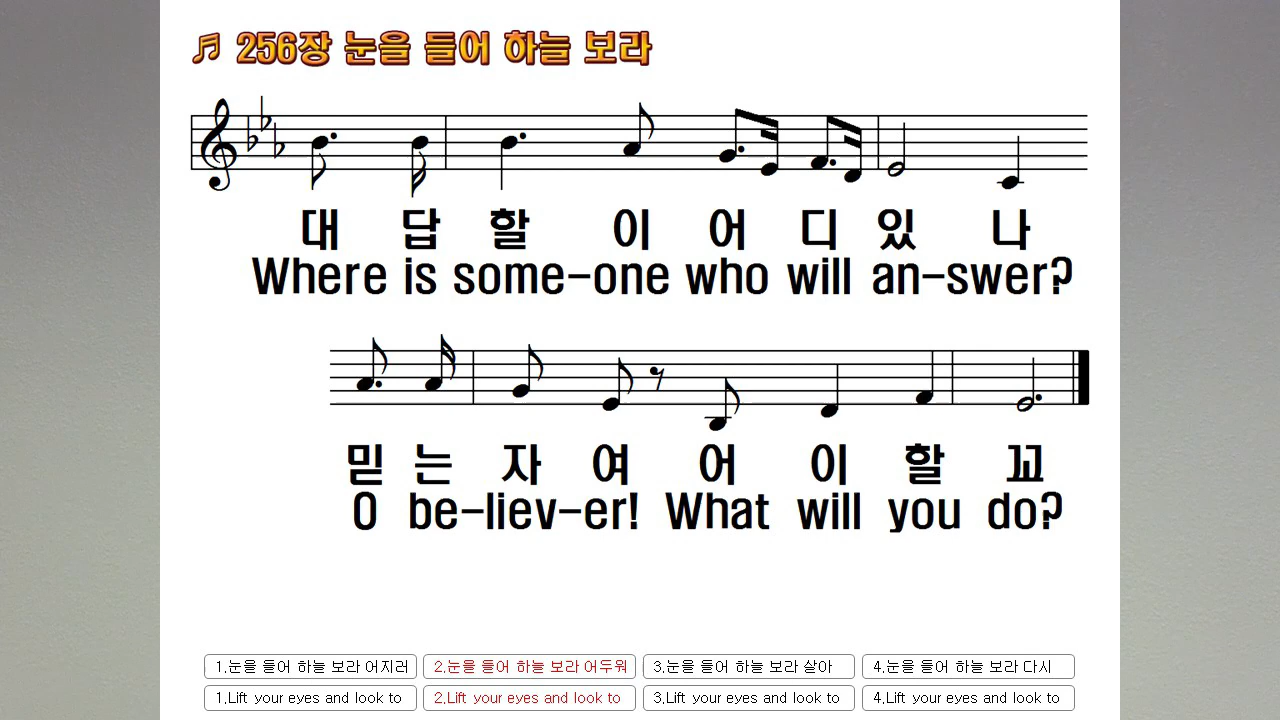 ♬ 256장 눈을 들어 하늘 보라
대 답 할 이 어 디 있 나
Where is some-one who will an-swer?
믿 는 자 여 어 이 할 꼬
O be-liev-er! What will you do?
1.눈을 들어 하늘 보라 어지러
2.눈을 들어 하늘 보라 어두워
3.눈을 들어 하늘 보라 살아
4.눈을 들어 하늘 보라 다시
1.Lift your eyes and look to
2.Lift your eyes and look to
3.Lift your eyes and look to
4.Lift your eyes and look to